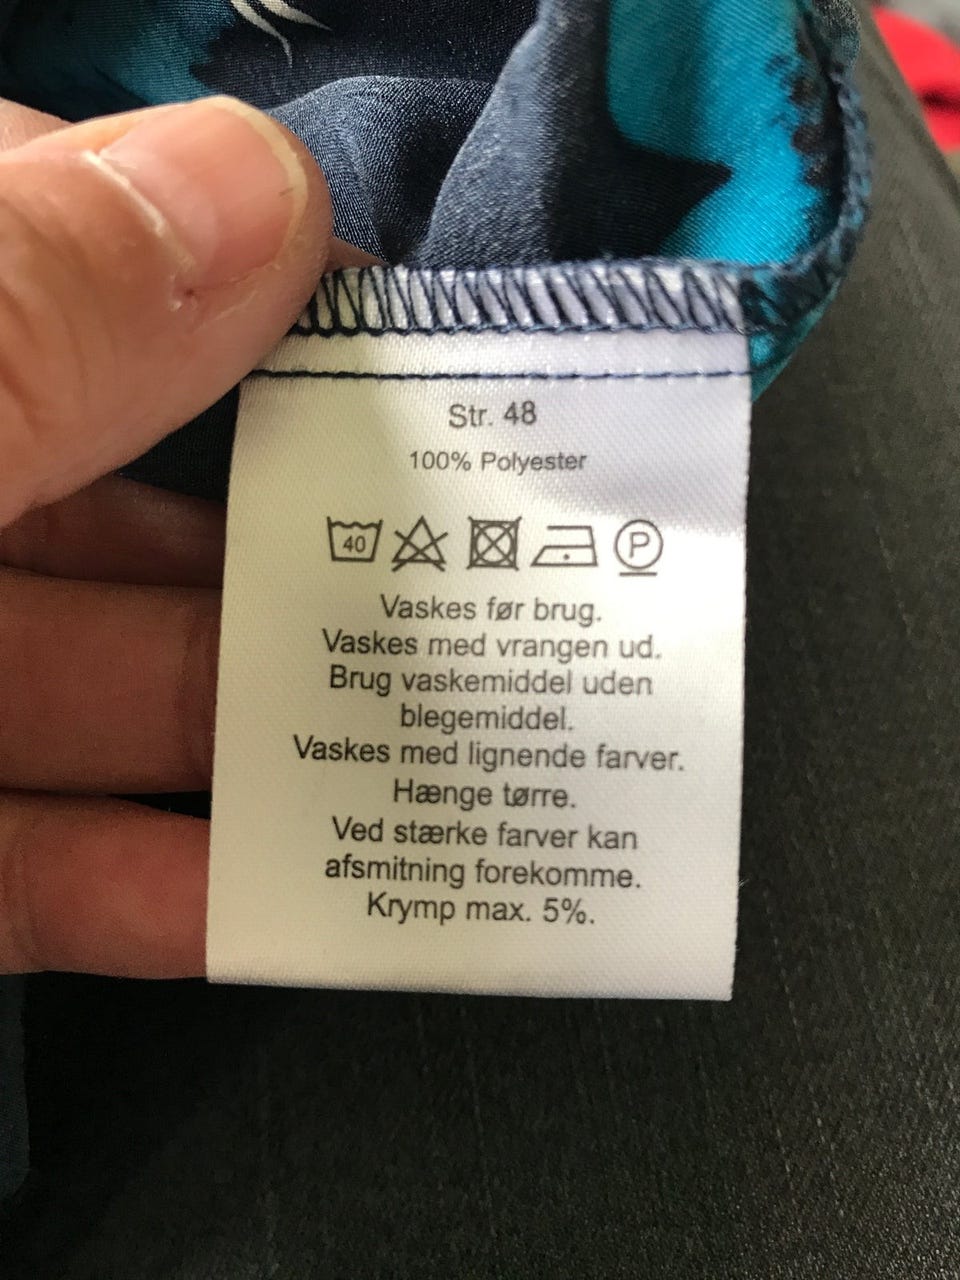 Str. 48
100% Polyester
40 P
Vaskes før brug.
Vaskes med vrangen ud.
Brug vaskemiddel uden
blegemiddel.
Vaskes med lignende farver.
Hænge tørre.
Ved stærke farver kan
afsmitning forekomme.
Krymp max. 5%.